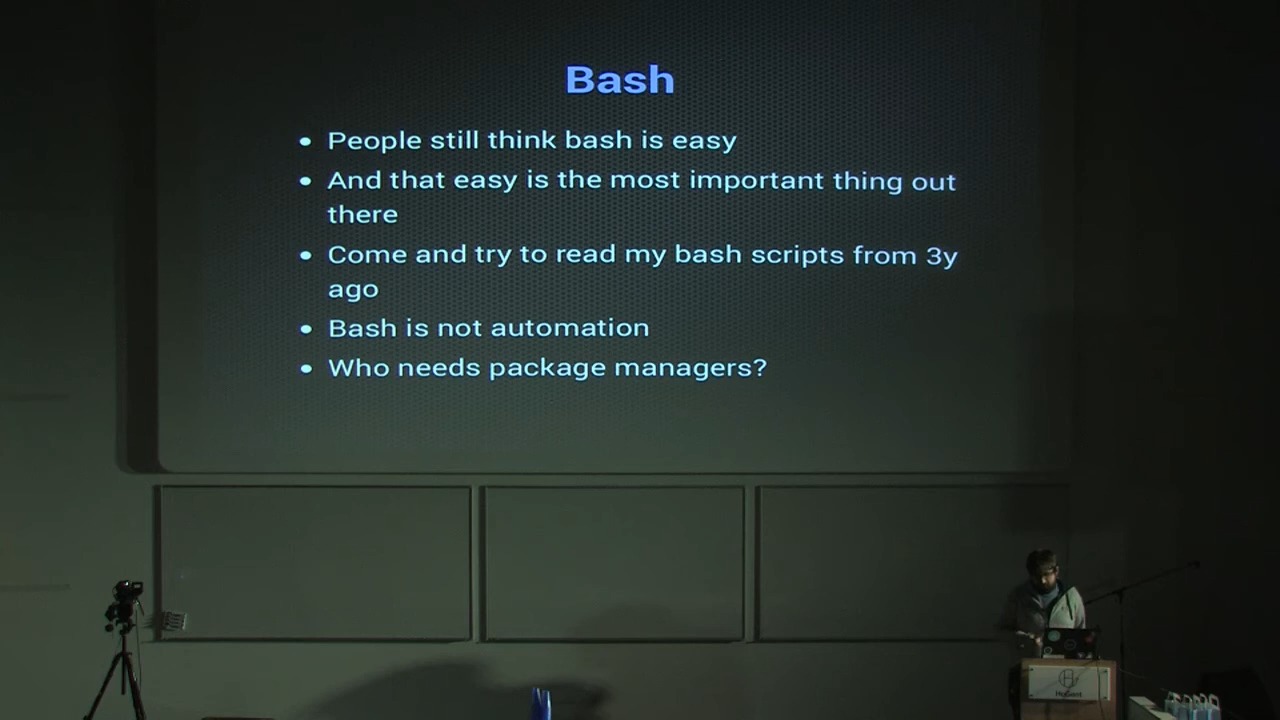 Bash
People still think bash is easy
And that easy is the most important thing out
there
Come and try to read my bash scripts from 3y
ago
Bash is not automation
Who needs package managers?
HoGent